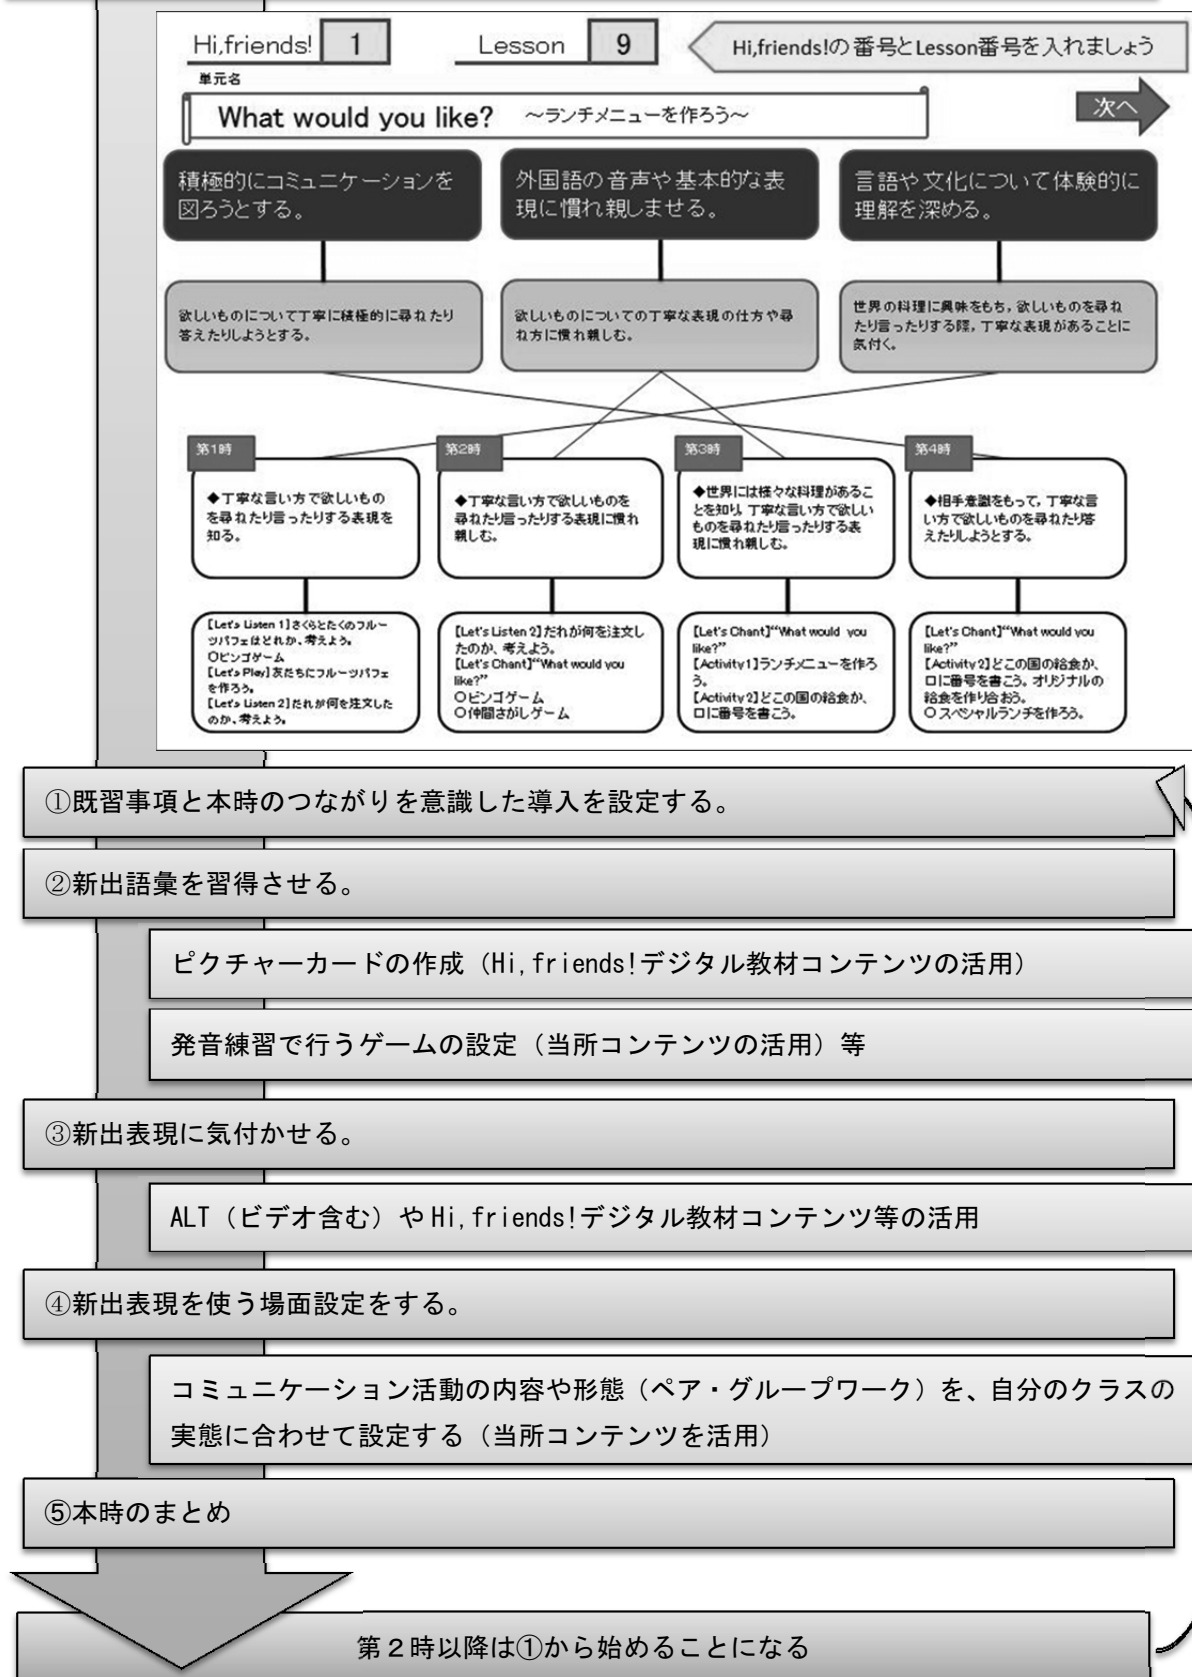 Hi,friends! 1 Lesson 9 Hi,friends!の番号とLesson番号を入れましょう
単元名
What would you like? ～ランチメニューを作ろう～
次へ
積極的にコミュニケーションを
図ろうとする。
外国語の音声や基本的な表
現に慣れ親しませる。
言語や文化について体験的に
理解を深める。
欲しいものについて丁寧に積極的に尋ねたり
答えたりしようとする。
欲しいものについての丁寧な表現の仕方や尋
ね方に慣れ親しむ。
世界の料理に興味をもち，欲しいものを尋ね
たり言ったりする際，丁寧な表現があることに
気付く。
第1時
◆丁寧な言い方で欲しいもの
を尋ねたり言ったりする表現を
知る。
[Let's Listen 1]さくらとたくのフルー
ツパフェはどれか、考えよう。
○ビンゴゲーム
[Let's Play]友だちにフルーツパフェ
を作ろう。
[Let's Listen 2]だれが何を注文した
のか、考えよう。
第2時
◆丁寧な言い方で欲しいものを
尋ねたり言ったりする表現に慣れ
親しむ。
[Let's Listen 2]だれが何を注文し
たのか、考えよう。
[Let's Chant]“What would you
like?”
○ビンゴゲーム
○仲間さがしゲーム
第3時
◆世界には様々な料理があるこ
とを知り，丁寧な言い方で欲しい
ものを尋ねたり言ったりする表
現に慣れ親しむ。
[Let's Chant]“What would you
like?”
[Activity1]ランチメニューを作ろ
う。
[Activity2]どこの国の給食か、
口に番号を書こう。
第4時
◆相手意識をもって，丁寧な言
い方で欲しいものを尋ねたり答
えたりしようとする。
[Let's Chant]“What would you
like?”
[Activity2]どこの国の給食か、
口に番号を書こう。オリジナルの
給食を作り合おう。
○スペシャルランチを作ろう。
①既習事項と本時のつながりを意識した導入を設定する。
②新出語彙を習得させる。
ピクチャーカードの作成（Hi,friends!デジタル教材コンテンツの活用）
発音練習で行うゲームの設定（当所コンテンツの活用）等
③新出表現に気付かせる。
ALT（ビデオ含む）や Hi,friends!デジタル教材コンテンツ等の活用
④新出表現を使う場面設定をする。
コミュニケーション活動の内容や形態（ペア・グループワーク）を、自分のクラスの
実態に合わせて設定する（当所コンテンツを活用）
⑤本時のまとめ
第２時以降は①から始めることになる